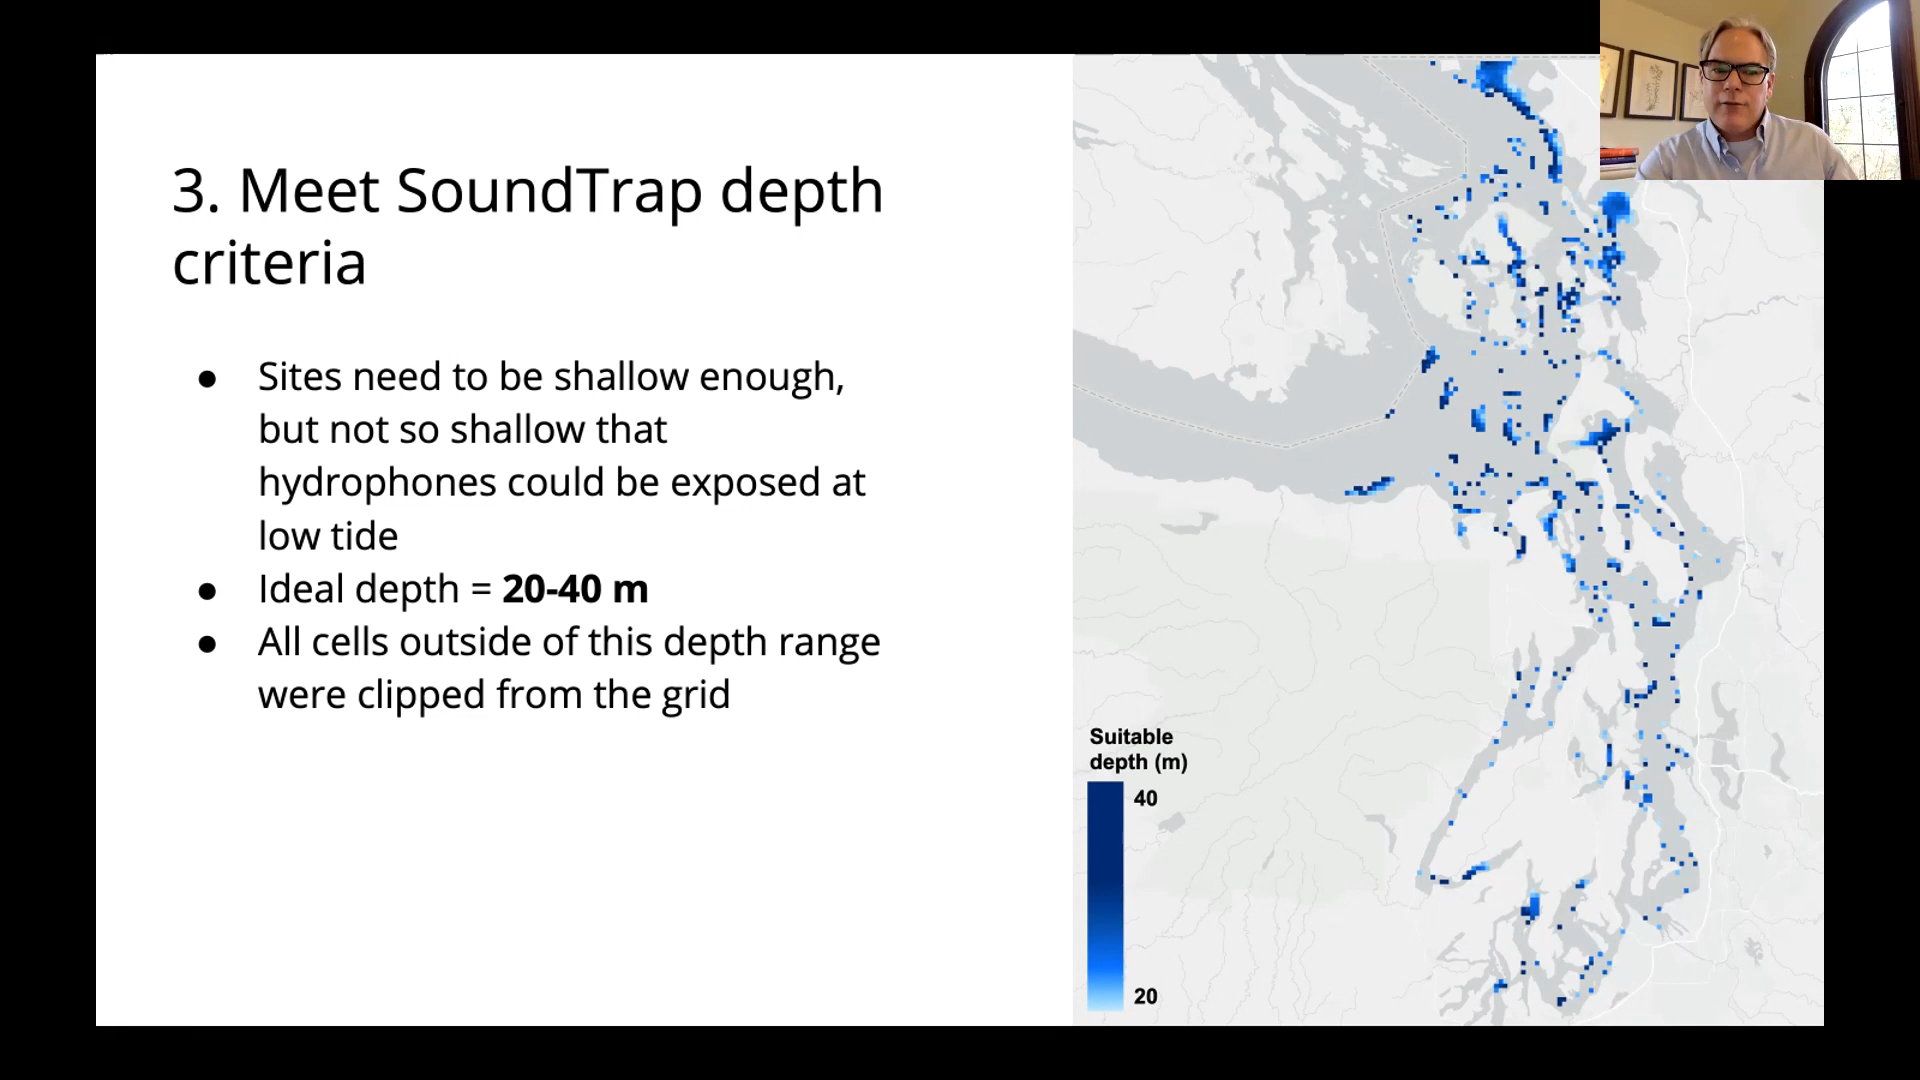 3. Meet SoundTrap depth
criteria
● Sites need to be shallow enough,
but not so shallow that
hydrophones could be exposed at
low tide
● Ideal depth = 20-40 m
● All cells outside of this depth range
were clipped from the grid
Suitable
depth (m)
40
20